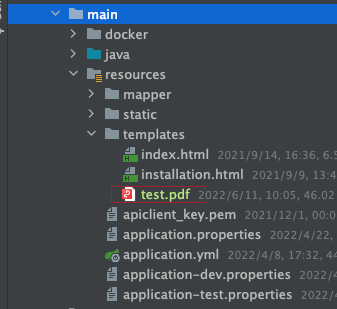 main
docker
java
resources
mapper
static
templates
index.html 2021/9/14, 16:36, 6.5
installation.html 2021/9/9, 13:4
test.pdf 2022/6/11, 10:05, 46.02
apiclient_key.pem 2021/12/1, 00:0
application.properties 2022/4/22,
application.yml 2022/4/8, 17:32, 44
application-dev.properties 2022/4
application-test.properties 2022/4